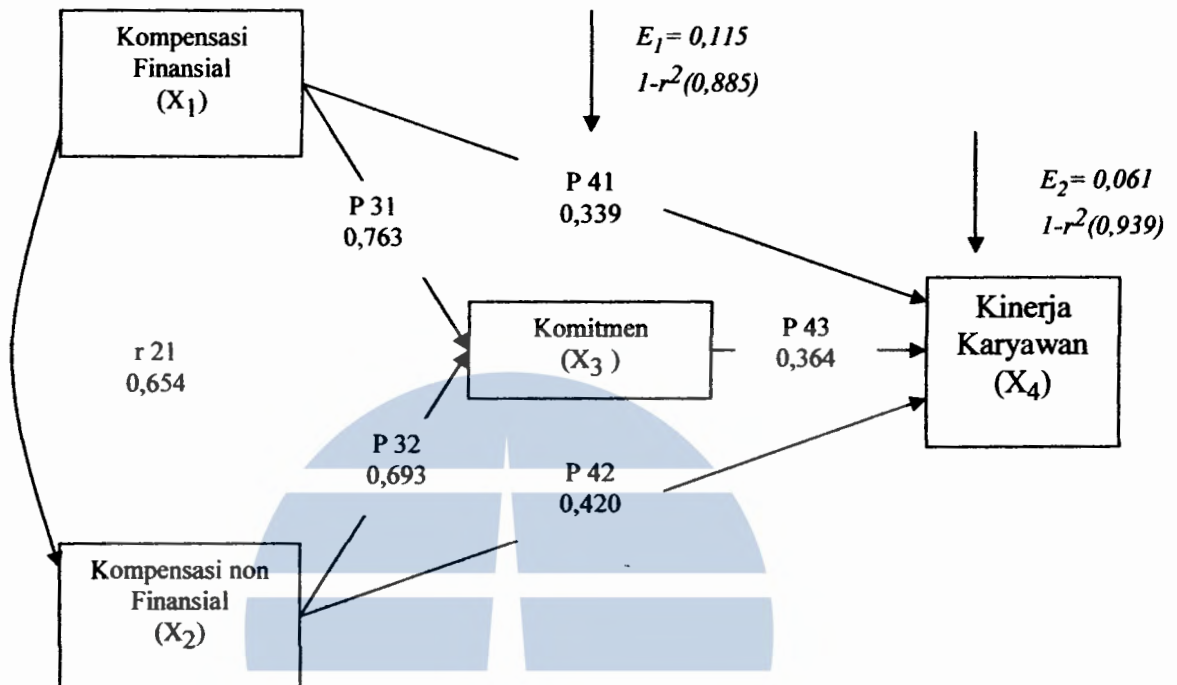 Kompensasi
Finansial
(X1)
E1= 0,115
1-r2(0,885)
P 41
0,339
E2= 0,061
1-r2(0,939)
P 31
0,763
Kinerja
Karyawan
(X4)
Komitmen
(X3 )
P 43
0,364
r 21
0,654
P 32
0,693
P 42
0,420
Kompensasi non
Finansial
(X2)